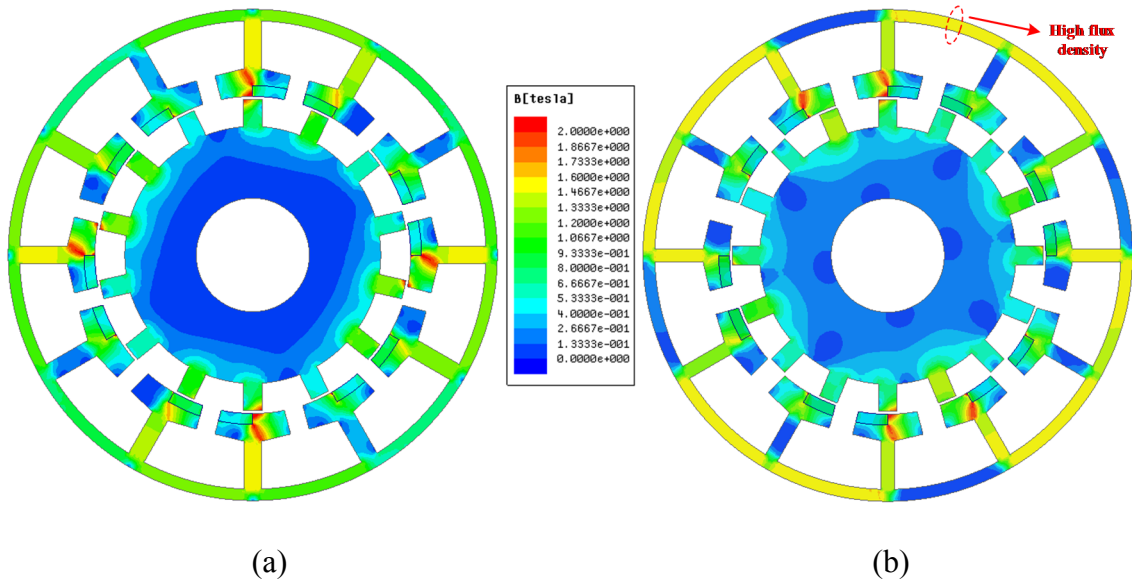 High flux
density
B[tesla]
2.0000e+000
1.8667e+000
1.7333e+000
1.6000e+000
1.4667e+000
1.3333e+000
1.2000e+000
1.0667e+000
9.3333e-001
8.0000e-001
6.6667e-001
5.3333e-001
4.0000e-001
2.6667e-001
1.3333e-001
0.0000e+000
(a)
(b)